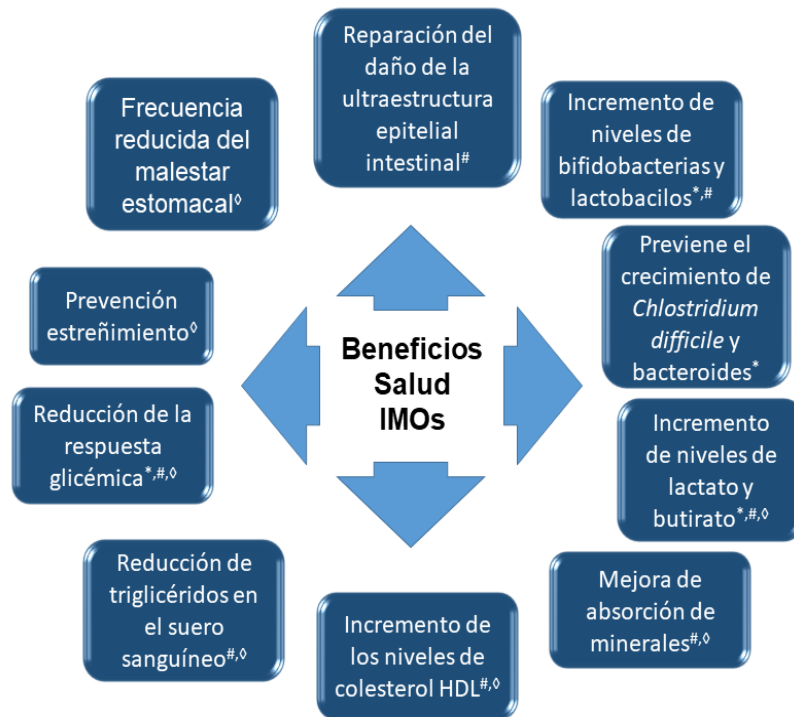 Reparación del
daño de la
ultraestructura
epitelial
intestinal#
Incremento de
niveles de
bifidobacterias y
lactobacilos*,#
Previene el
crecimiento de
Chlostridium
difficile y
bacteroides*
Incremento
de niveles de
lactato y
butirato*,#,◊
Mejora de
absorción de
minerales#,◊
Incremento de
los niveles de
colesterol HDL#,◊
Reducción de
triglicéridos en
el suero
sanguíneo#,◊
Reducción de la
respuesta
glicémica*,#,◊
Prevención
estreñimiento◊
Frecuencia
reducida del
malestar
estomacal◊
Beneficios
Salud
IMOs